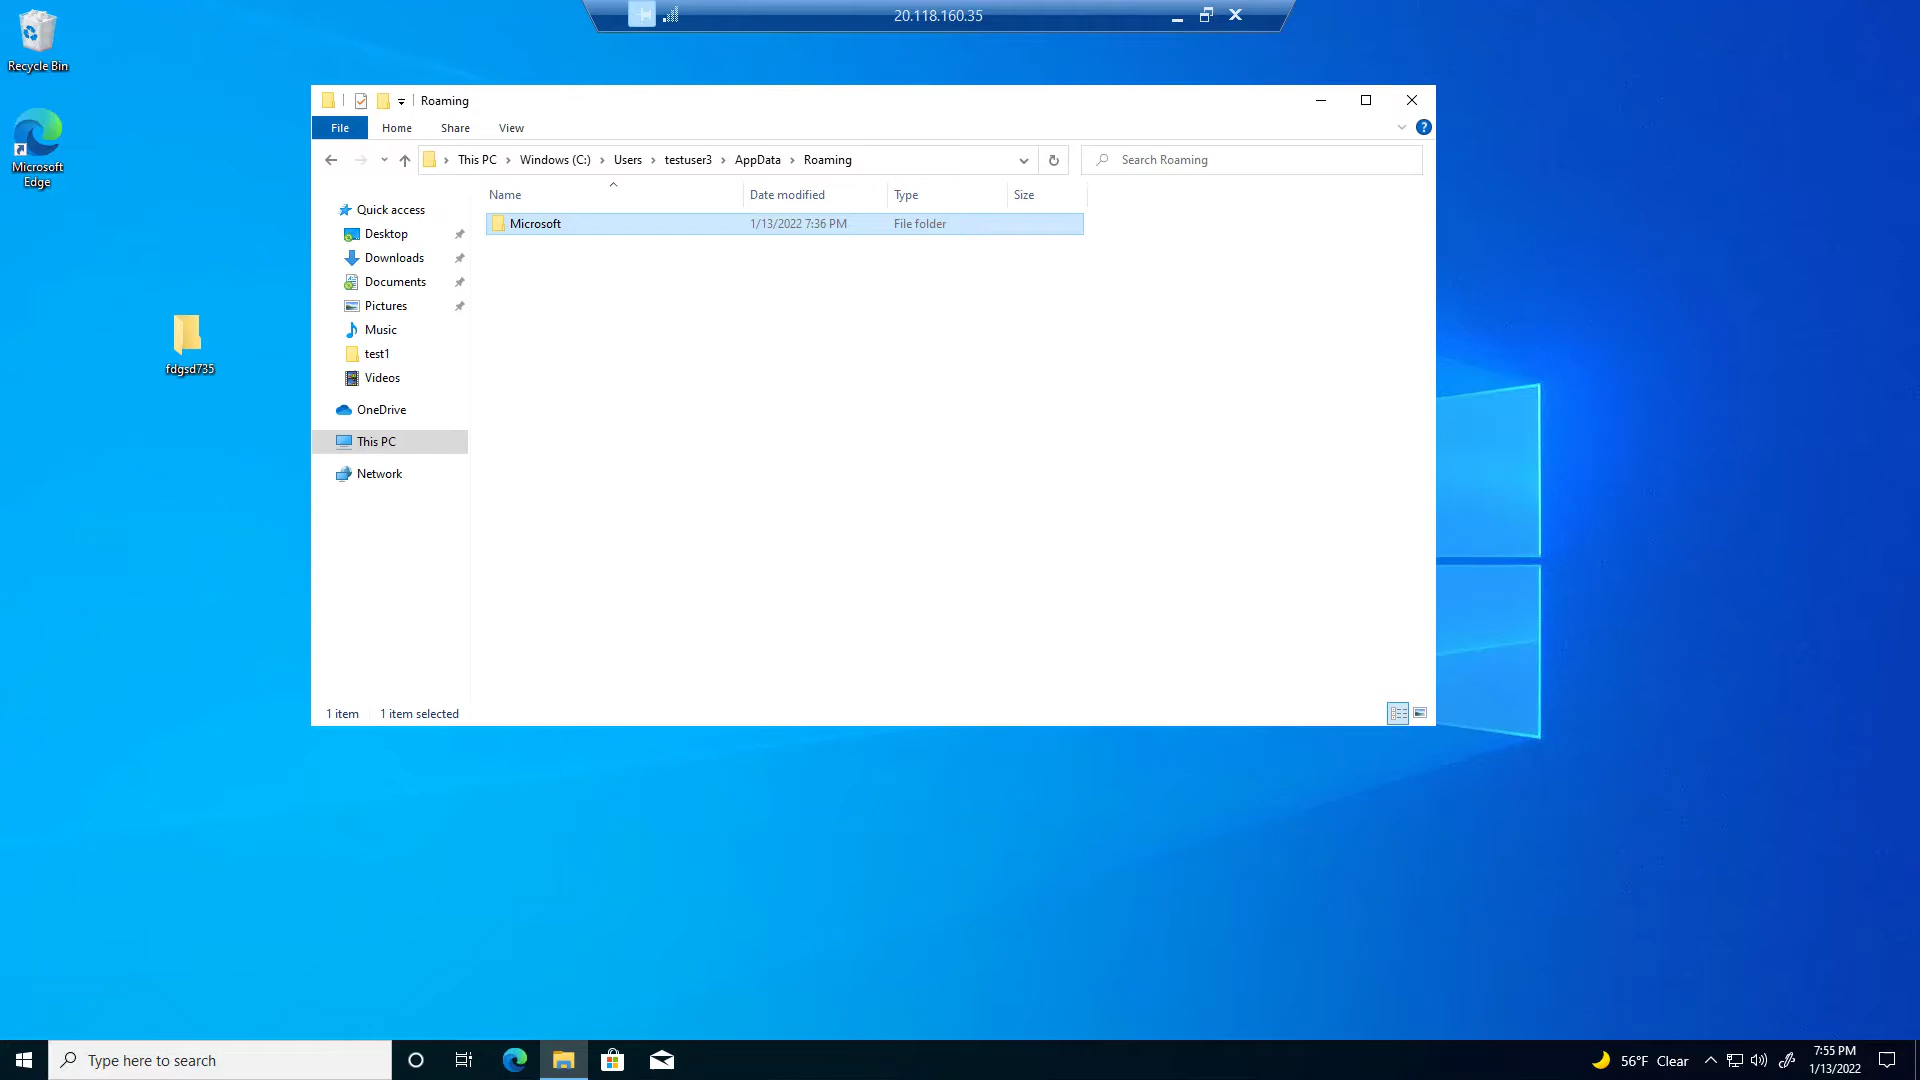 20.118.160.35
Recycle Bin
Microsoft
Edge
fdgsd735
Roaming
File Home Share View
This PC Windows (C:) Users testuser3 AppData Roaming
Search Roaming
Name Date modified Type Size
Microsoft 1/13/2022 7:36 PM File folder
Quick access
Desktop
Downloads
Documents
Pictures
Music
test1
Videos
OneDrive
This PC
Network
1 item 1 item selected
Type here to search
56°F Clear
7:55 PM
1/13/2022